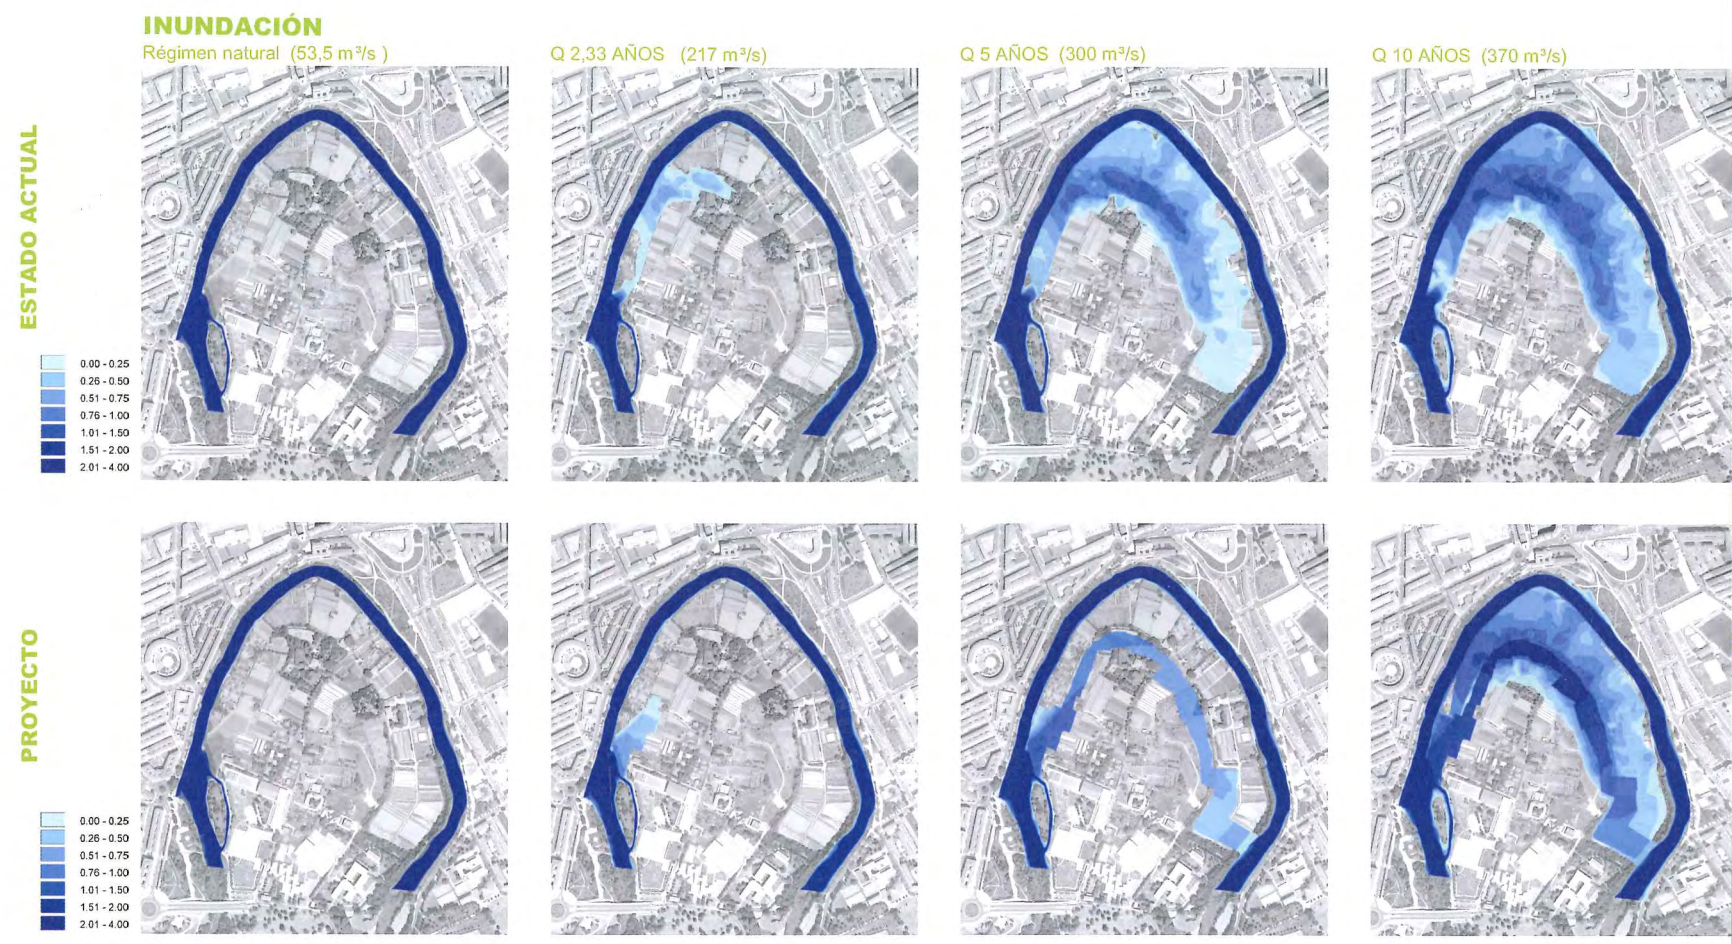 INUNDACIÓN
Régimen natural (53,5 m³/s )
Q 2,33 AÑOS (217 m³/s)
Q 5 AÑOS (300 m³/s)
Q 10 AÑOS (370 m³/s)
ESTADO ACTUAL
0.00 - 0.25
0.26 - 0.50
0.51 - 0.75
0.76 - 1.00
1.01 - 1.50
1.51 - 2.00
2.01 - 4.00
PROYECTO
0.00 - 0.25
0.26 - 0.50
0.51 - 0.75
0.76 - 1.00
1.01 - 1.50
1.51 - 2.00
2.01 - 4.00